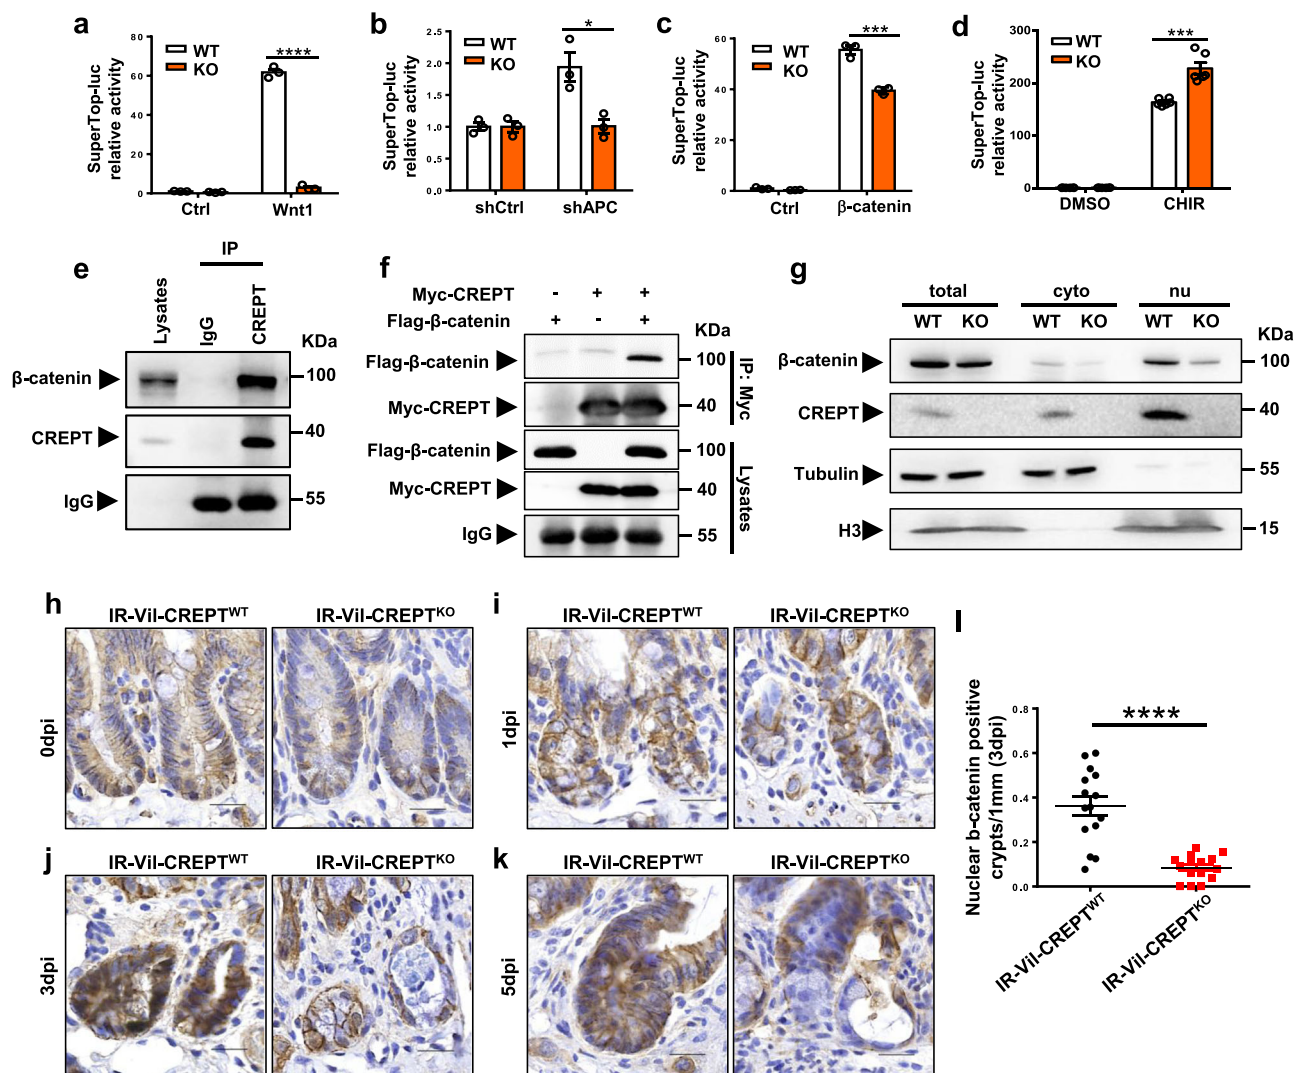 a
SuperTop-luc
relative activity
80
60
40
20
0
WT
KO
****
Ctrl
Wnt1
b
SuperTop-luc
relative activity
2.5
2.0
1.5
1.0
0.5
0.0
WT
KO
*
shCtrl
shAPC
c
SuperTop-luc
relative activity
60
40
20
0
WT
KO
***
Ctrl
β-catenin
d
SuperTop-luc
relative activity
300
200
100
0
WT
KO
***
DMSO
CHIR
e
IP
Lysates
IgG
CREPT
KDa
β-catenin
100
CREPT
40
IgG
55
f
Myc-CREPT - + +
Flag-β-catenin + - +
KDa
Flag-β-catenin
100
Myc-CREPT
40
IP: Myc
Flag-β-catenin
100
Myc-CREPT
40
IgG
55
Lysates
g
total cyto nu
WT KO WT KO WT KO
KDa
β-catenin
100
CREPT
40
Tubulin
55
H3
15
h
IR-Vil-CREPTWT
IR-Vil-CREPTKO
0dpi
i
IR-Vil-CREPTWT
IR-Vil-CREPTKO
1dpi
j
IR-Vil-CREPTWT
IR-Vil-CREPTKO
3dpi
k
IR-Vil-CREPTWT
IR-Vil-CREPTKO
5dpi
l
Nuclear b-catenin positive
crypts/1mm (3dpi)
0.8
0.6
0.4
0.2
0.0
****
IR-Vil-CREPTWT
IR-Vil-CREPTKO